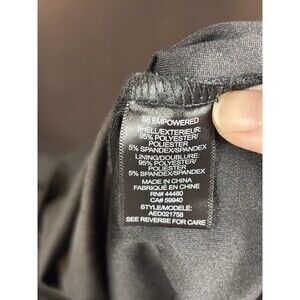 BE EMPOWERED
SHELL/EXTERIEUR:
95% POLYESTER/
POLIESTER
5% SPANDEX/SPANDEX
LINING/DOUBLURE:
95% POLYESTER/
POLIESTER
5% SPANDEX/SPANDEX
MADE IN CHINA
FABRIQUÉ EN CHINE
RN# 44480
CA# 59940
STYLE/MODELE:
AED021758
SEE REVERSE FOR CARE